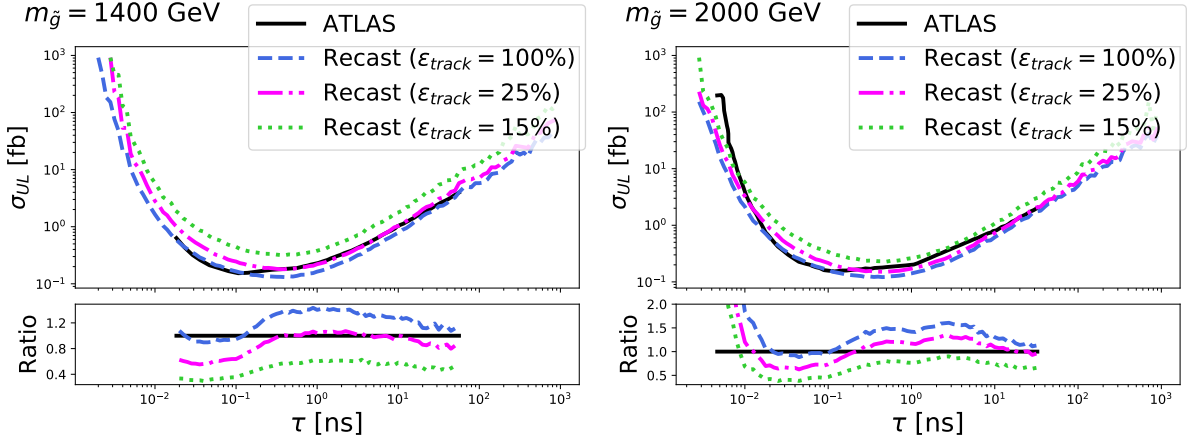 m_g̃ = 1400 GeV
ATLAS
Recast (ε_track = 100%)
Recast (ε_track = 25%)
Recast (ε_track = 15%)
10³
10²
10¹
10⁰
10⁻¹
σ_UL [fb]
1.2
0.8
0.4
Ratio
10⁻² 10⁻¹ 10⁰ 10¹ 10² 10³
τ [ns]
m_g̃ = 2000 GeV
ATLAS
Recast (ε_track = 100%)
Recast (ε_track = 25%)
Recast (ε_track = 15%)
10³
10²
10¹
10⁰
10⁻¹
σ_UL [fb]
2.0
1.5
1.0
0.5
Ratio
10⁻² 10⁻¹ 10⁰ 10¹ 10² 10³
τ [ns]